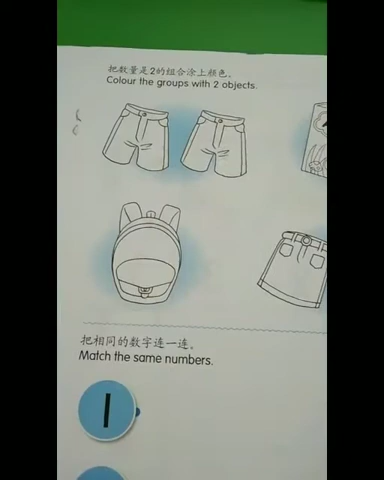 把数量是2的组合涂上颜色。
Colour the groups with 2 objects.
把相同的数字连一连。
Match the same numbers.
1